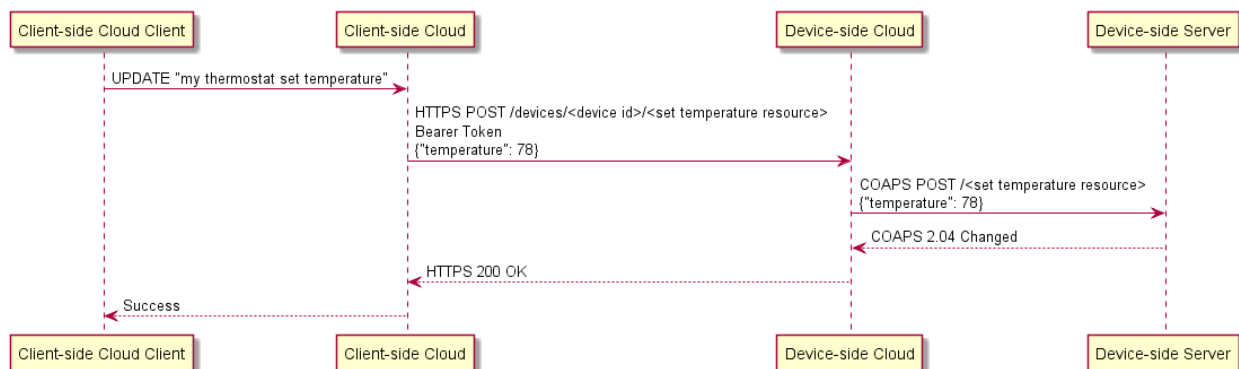 Client-side Cloud Client
Client-side Cloud
Device-side Cloud
Device-side Server
UPDATE "my thermostat set temperature"
HTTPS POST /devices/<device id>/<set temperature resource>
Bearer Token
{"temperature": 78}
COAPS POST /<set temperature resource>
{"temperature": 78}
COAPS 2.04 Changed
HTTPS 200 OK
Success
Client-side Cloud Client
Client-side Cloud
Device-side Cloud
Device-side Server